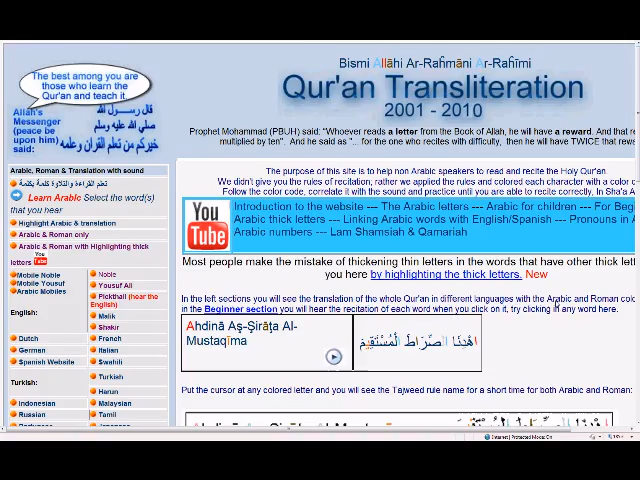 Bismi Allāhi Ar-Raĥmāni Ar-Raĥīmi
Qur'an Transliteration
2001 - 2010
The best among you are
those who learn the
Qur'an and teach it.
Allah's
Messenger
(peace be
upon him)
said:
قال رسول الله
صلي الله عليه وسلم
خيركم من تعلم القرآن وعلمه
Prophet Mohammad (PBUH) said: "Whoever reads a letter from the Book of Allah, he will have a reward. And that
multiplied by ten". And he said as "... for the one who recites with difficulty, then he will have TWICE that
Arabic, Roman & Translation with sound
تعلم القراءة والتلاوة كلمة بكلمة
Learn Arabic Select the word(s)
that you hear
Highlight Arabic & translation
Arabic & Roman only
Arabic & Roman with Highlighting thick
letters You Tube
Mobile Noble
Mobile Yousuf
Arabic Mobiles
English:
Noble
Yousuf Ali
Pickthall (hear the
English)
Malik
Shakir
Dutch
French
German
Italian
Spanish Website
Swahili
Turkish:
Turkish
Harun
Indonesian
Malaysian
Russian
Tamil
The purpose of this site is to help non Arabic speakers to read and recite the Holy Qur'an.
We didn't give you the rules of recitation; rather we applied the rules and colored each character with a color
Follow the color code, correlate it with the sound and practice until you are able to recite correctly, In Sha'a
You
Tube
Introduction to the website --- The Arabic letters --- Arabic for children --- For
Arabic thick letters --- Linking Arabic words with English/Spanish --- Pronouns in
Arabic numbers --- Lam Shamsiah & Qamariah
Most people make the mistake of thickening thin letters in the words that have other thick
you here by highlighting the thick letters. New
In the left sections you will see the translation of the whole Qur'an in different languages with the Arabic and Roman
in the Beginner section you will hear the recitation of each word when you click on it, try clicking in any word here.
Ahdinā Aş-Şirāţa Al-
Mustaqīma
اهْدِنَا الصِّرَاطَ الْمُسْتَقِيمَ
Put the cursor at any colored letter and you will see the Tajweed rule name for a short time for both Arabic and Roman:
Internet | Protected Mode: On